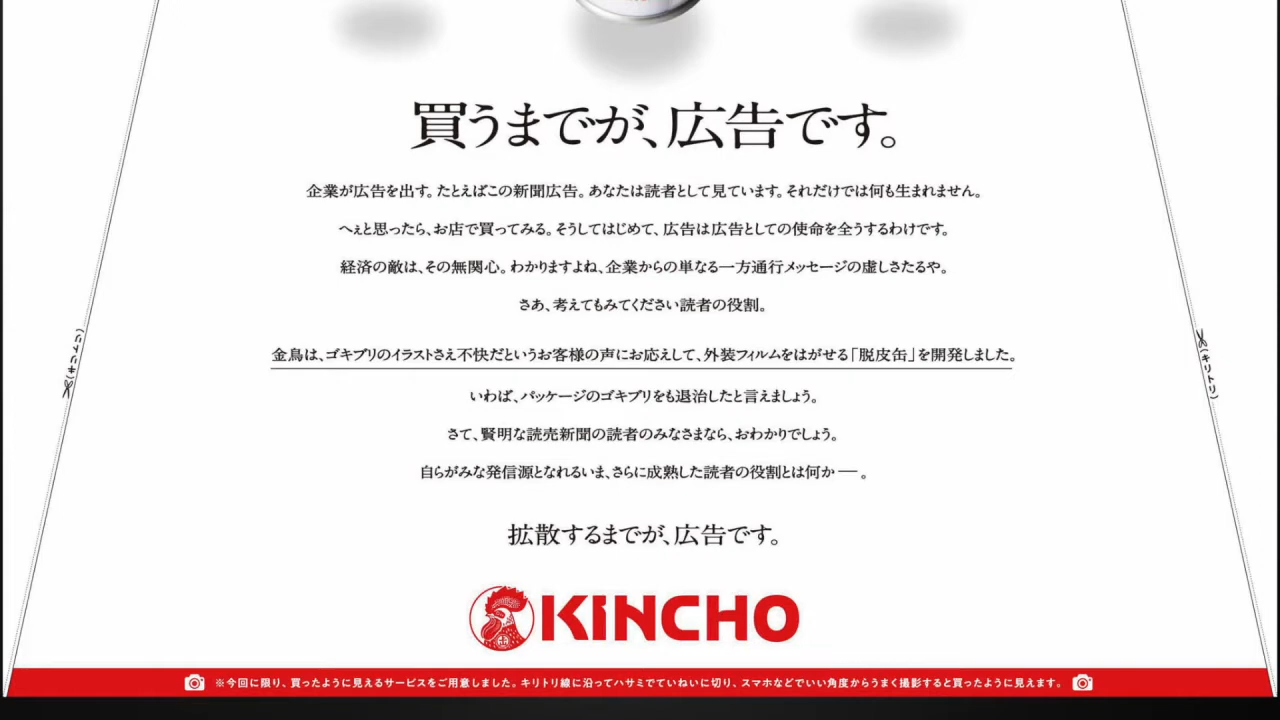 買うまでが、広告です。
企業が広告を出す。たとえばこの新聞広告。あなたは読者として見ています。それだけでは何も生まれません。
へぇと思ったら、お店で買ってみる。そうしてはじめて、広告は広告としての使命を全うするわけです。
経済の敵は、その無関心。わかりますよね、企業からの単なる一方通行メッセージの虚しさたるや。
さあ、考えてもみてください読者の役割。
金鳥は、ゴキブリのイラストさえ不快だというお客様の声にお応えして、外装フィルムをはがせる「脱皮缶」を開発しました。
いわば、パッケージのゴキブリをも退治したと言えましょう。
さて、賢明な読売新聞の読者のみなさまなら、おわかりでしょう。
自らがみな発信源となれるいま、さらに成熟した読者の役割とは何か―。
拡散するまでが、広告です。
金
KINCHO
(キリトリ)
(キリトリ)
※今回に限り、買ったように見えるサービスをご用意しました。キリトリ線に沿ってハサミでていねいに切り、スマホなどでいい角度からうまく撮影すると買ったように見えます。